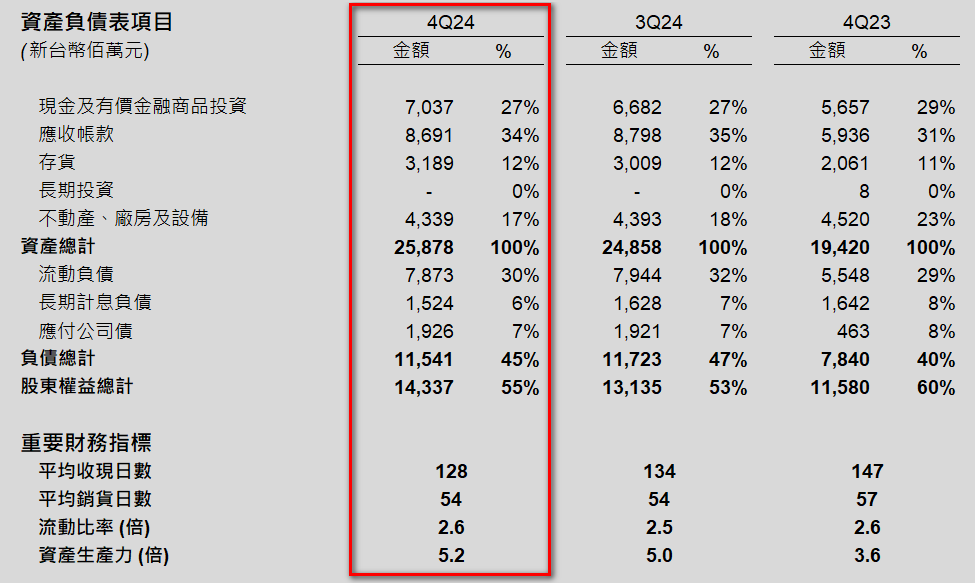 資產負債表項目 4Q24 3Q24 4Q23
(新台幣佰萬元) 金額 % 金額 % 金額 %
現金及有價金融商品投資 7,037 27% 6,682 27% 5,657 29%
應收帳款 8,691 34% 8,798 35% 5,936 31%
存貨 3,189 12% 3,009 12% 2,061 11%
長期投資 - 0% - 0% 8 0%
不動產、廠房及設備 4,339 17% 4,393 18% 4,520 23%
資產總計 25,878 100% 24,858 100% 19,420 100%
流動負債 7,873 30% 7,944 32% 5,548 29%
長期計息負債 1,524 6% 1,628 7% 1,642 8%
應付公司債 1,926 7% 1,921 7% 463 8%
負債總計 11,541 45% 11,723 47% 7,840 40%
股東權益總計 14,337 55% 13,135 53% 11,580 60%
重要財務指標
平均收現日數 128 134 147
平均銷貨日數 54 54 57
流動比率 (倍) 2.6 2.5 2.6
資產生產力 (倍) 5.2 5.0 3.6